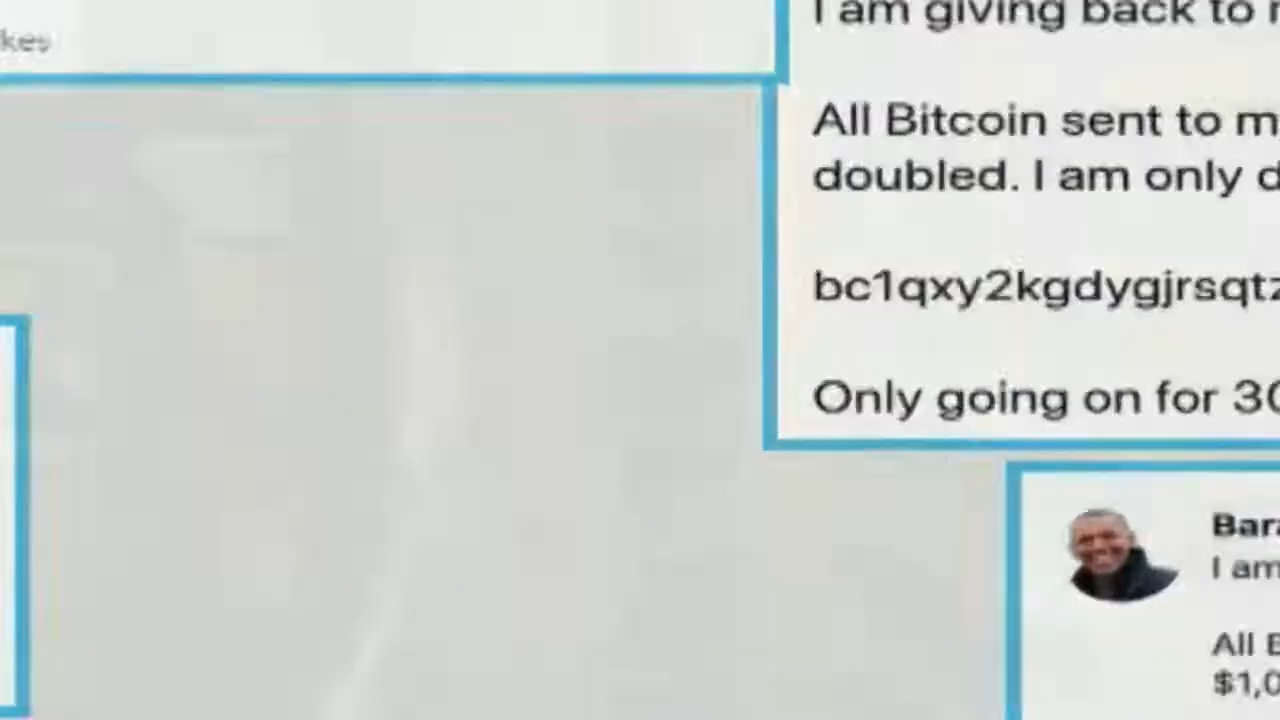 kes
I am giving back to
All Bitcoin sent to m
doubled. I am only d
bc1qxy2kgdygjrsqtz
Only going on for 30
Bara
I am
All B
$1,0